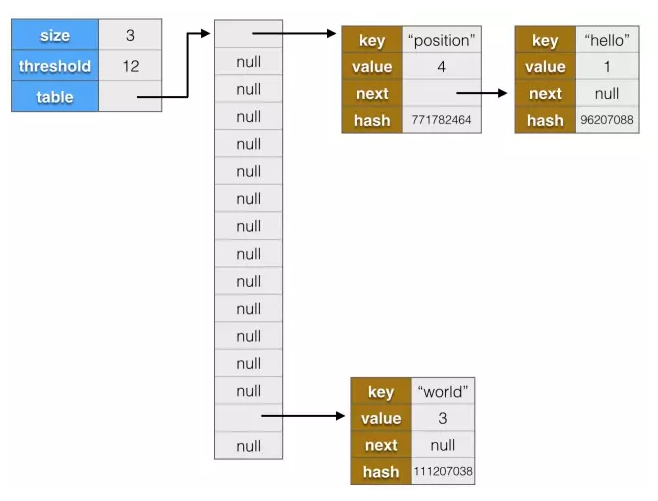 size 3
threshold 12
table
null
null
null
null
null
null
null
null
null
null
null
null
null
null
key “position”
value 4
next
hash 771782464
key “hello”
value 1
next null
hash 96207088
key “world”
value 3
next null
hash 111207038